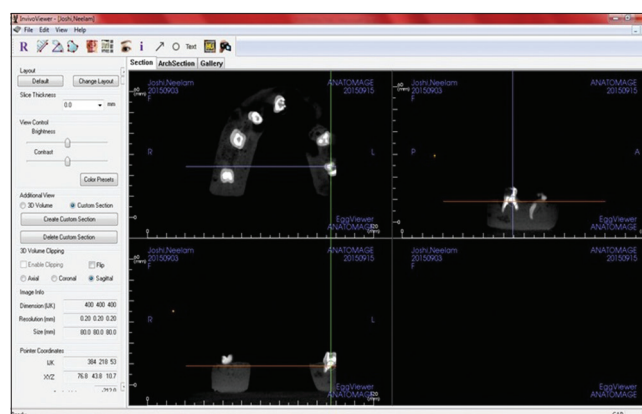 InvivoViewer - [Joshi,Neelam]
File Edit View Help
R i Text
Section ArchSection Gallery
Layout
Default Change Layout
Slice Thickness
0.0 mm
View Control
Brightness
Contrast
Color Presets
Additional View
3D Volume Custom Section
Create Custom Section
Delete Custom Section
3D Volume Clipping
Enable Clipping Flip
Axial Coronal Sagittal
Image Info
Dimension (IJK) 400 400 400
Resolution (mm) 0.20 0.20 0.20
Size (mm) 80.0 80.0 80.0
Pointer Coordinates
IJK 384 218 53
XYZ 76.8 43.8 10.7
Joshi,Neelam
20150903
F
ANATOMAGE
20150915
R
L
EggViewer
ANATOMAGE
Joshi,Neelam
20150903
F
ANATOMAGE
20150915
P
A
EggViewer
ANATOMAGE
Joshi,Neelam
20150903
F
ANATOMAGE
20150915
R
L
EggViewer
ANATOMAGE